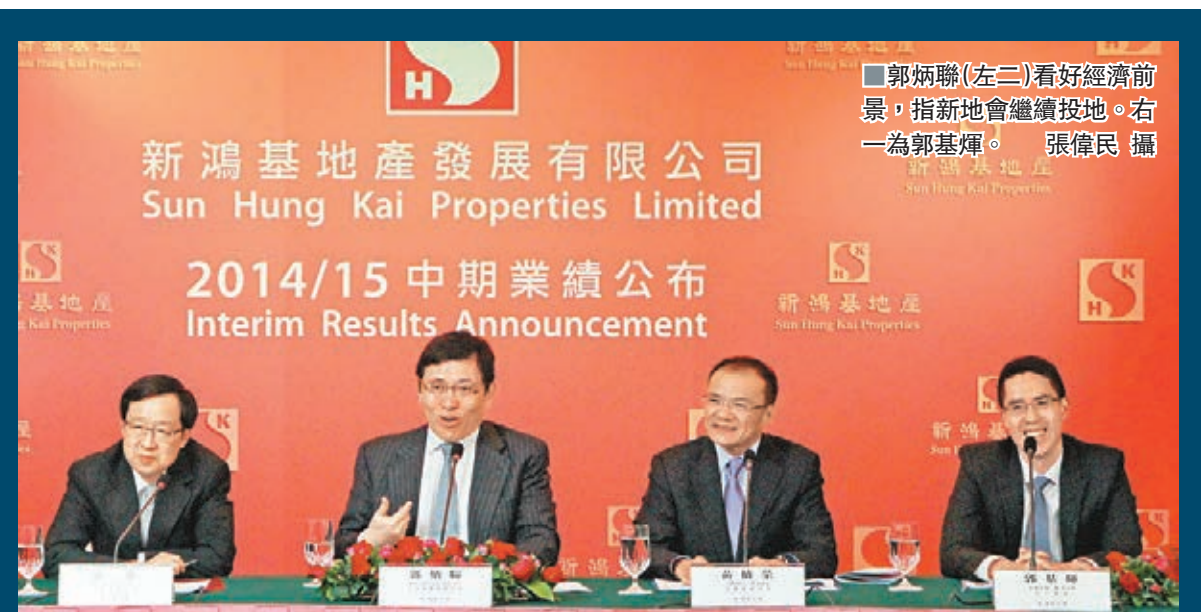 ■郭炳聯(左二)看好經濟前
景，指新地會繼續投地。右
一為郭基煇。 張偉民 攝
新鴻基地產發展有限公司
Sun Hung Kai Properties Limited
2014/15 中期業績公布
Interim Results Announcement
新鴻基地產
Sun Hung Kai Properties
新鴻基地產
Sun Hung Kai Properties